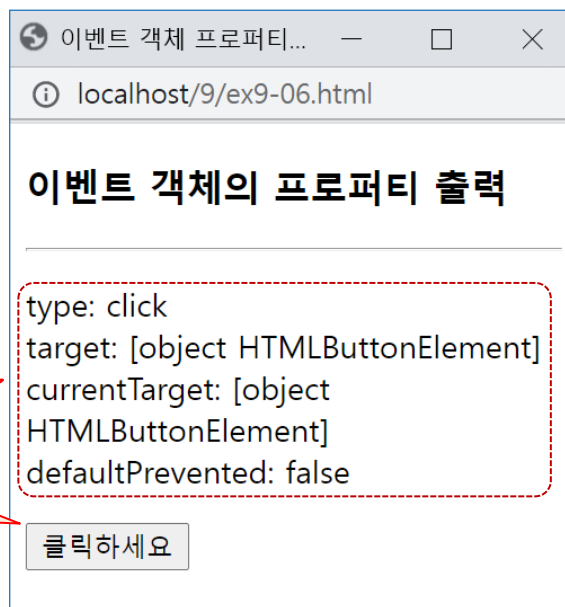 이벤트 객체 프로퍼티...
localhost/9/ex9-06.html
이벤트 객체의 프로퍼티 출력
type: click
target: [object HTMLButtonElement]
currentTarget: [object
HTMLButtonElement]
defaultPrevented: false
클릭하세요